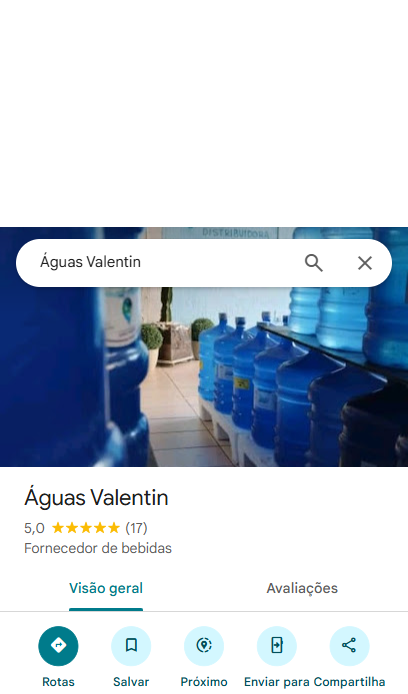 DISTRIBUIDORA
Águas Valentin
Águas Valentin
5,0 (17)
Fornecedor de bebidas
Visão geral
Avaliações
Rotas
Salvar
Próximo
Enviar para
Compartilha